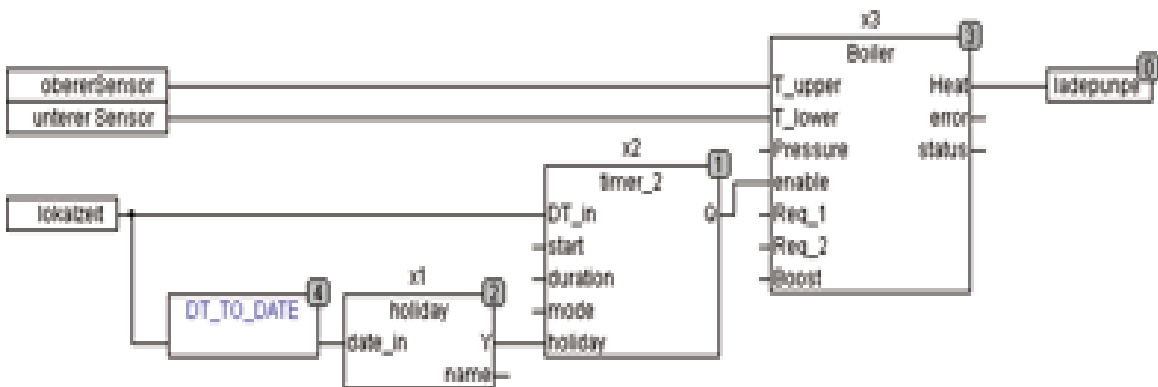 x3
3
Boiler
obererSensor
T_upper
Heat
ladepumpe
0
unterer Sensor
T_lower
error
Pressure
status
x2
1
timer_2
enable
lokalzeit
DT_in
Q
Req_1
start
Req_2
duration
Boost
x1
4
DT_TO_DATE
2
holiday
mode
date_in
Y
holiday
name